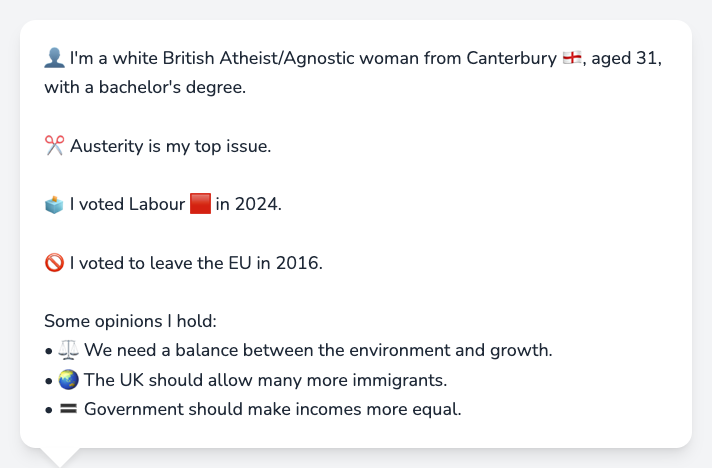 👤 I'm a white British Atheist/Agnostic woman from Canterbury 🏴󠁧󠁢󠁥󠁮󠁧󠁿, aged 31,
with a bachelor's degree.
✂️ Austerity is my top issue.
🗳️ I voted Labour 🟥 in 2024.
🚫 I voted to leave the EU in 2016.
Some opinions I hold:
• ⚖️ We need a balance between the environment and growth.
• 🌏 The UK should allow many more immigrants.
• 🟰 Government should make incomes more equal.